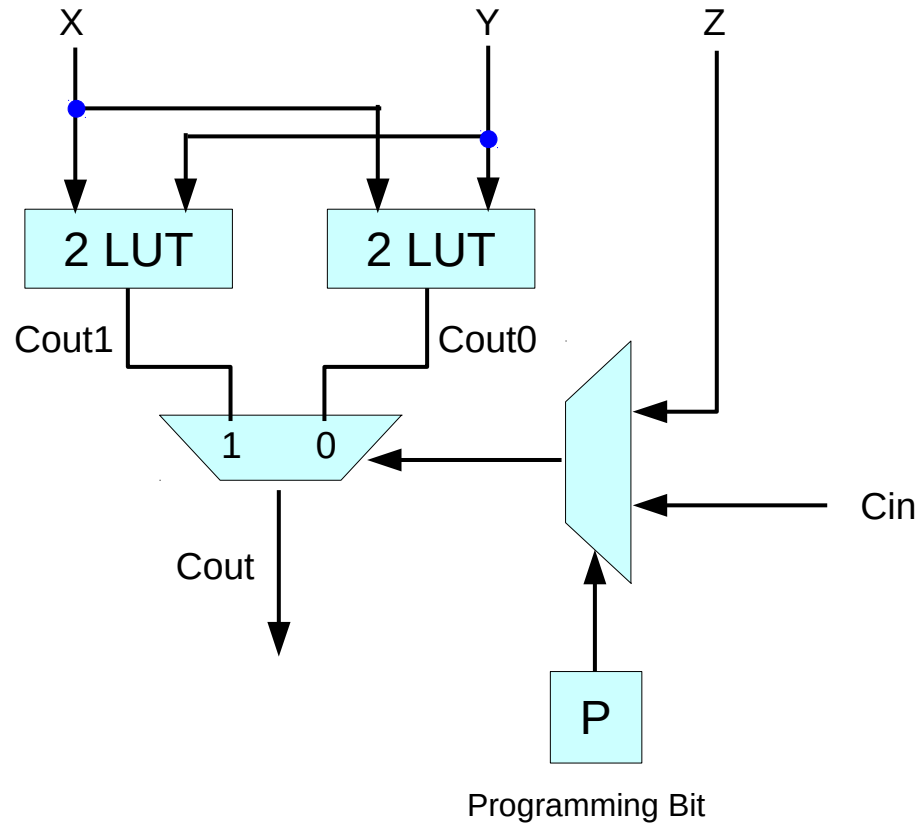 X
Y
Z
2 LUT
2 LUT
Cout1
Cout0
1
0
Cin
Cout
P
Programming Bit